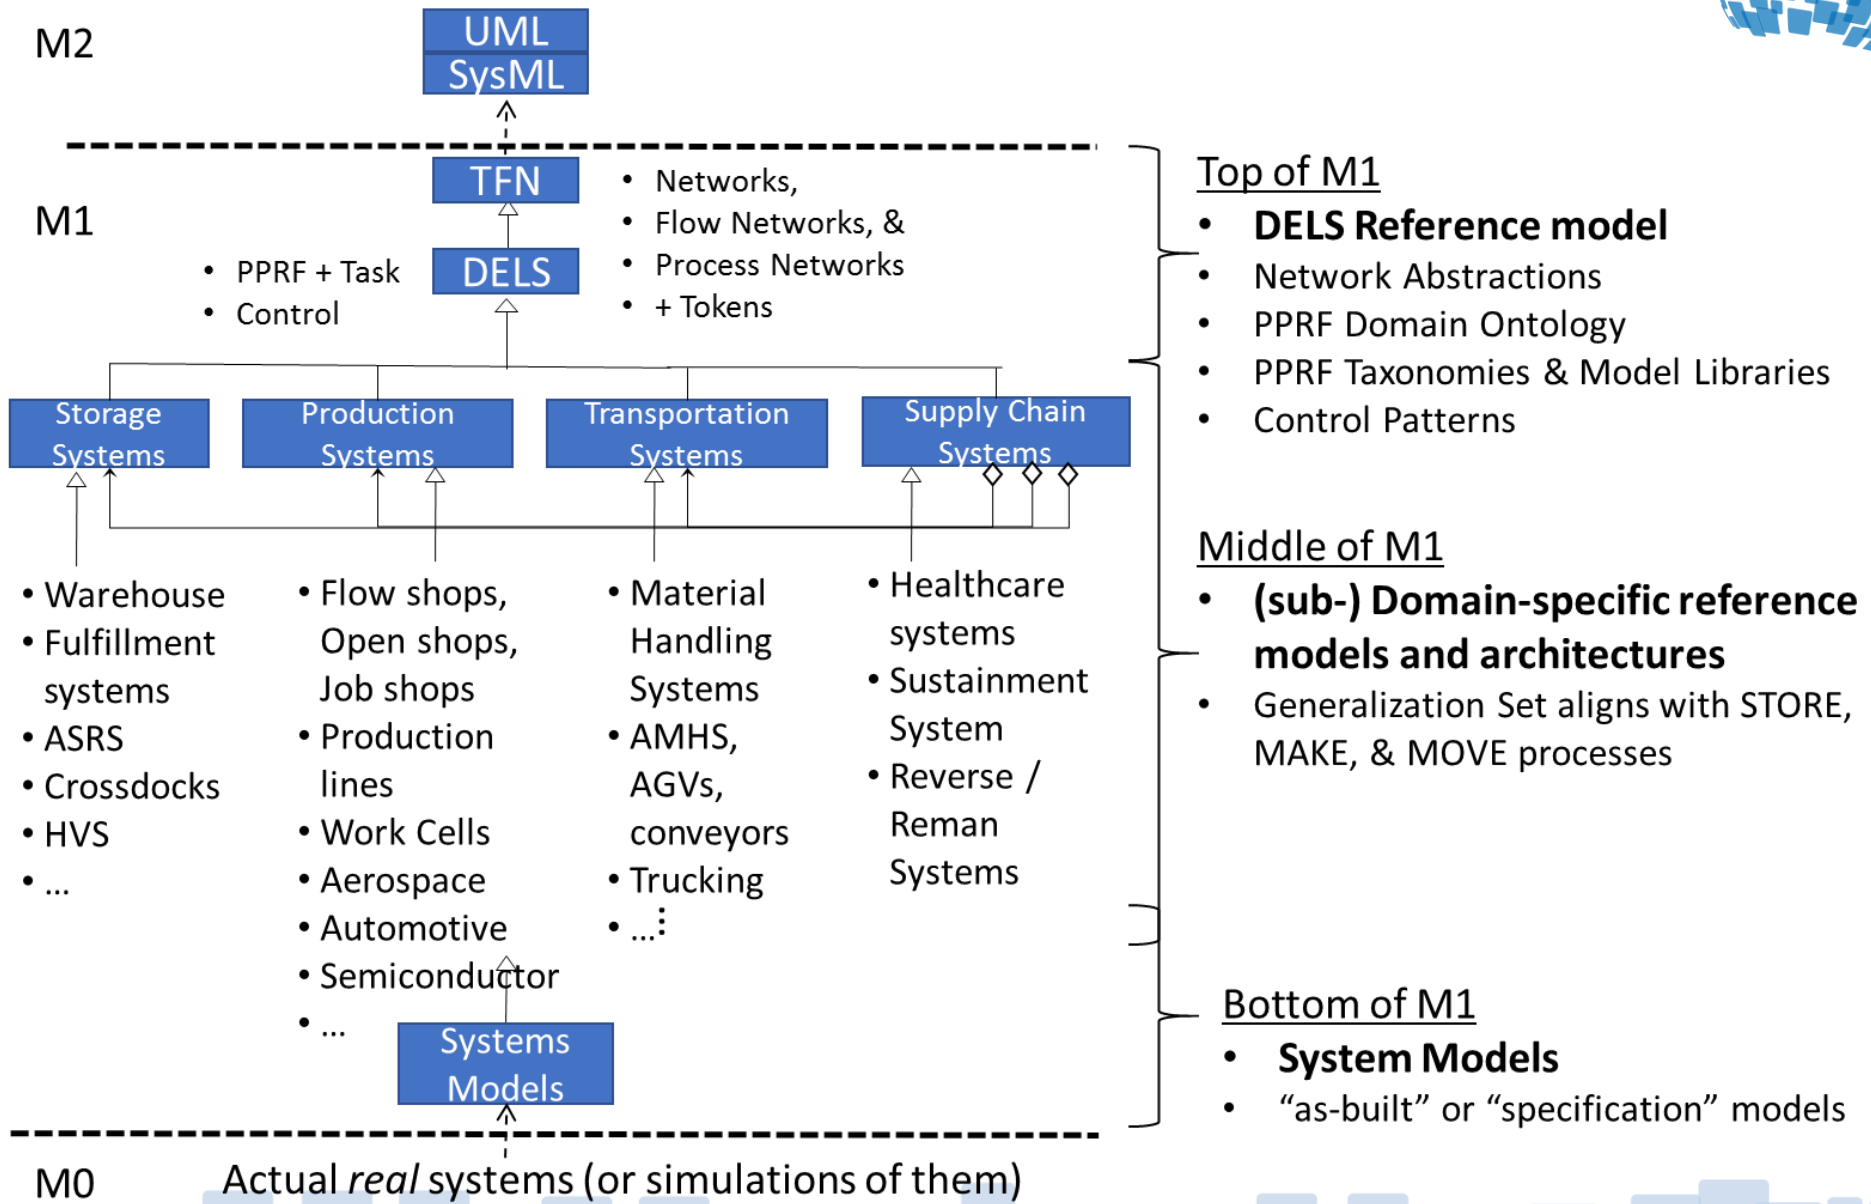 M2
UML
SysML
M1
TFN
• Networks,
• Flow Networks, &
• Process Networks
• + Tokens
DELS
• PPRF + Task
• Control
Storage
Systems
Production
Systems
Transportation
Systems
Supply Chain
Systems
• Warehouse
• Fulfillment
systems
• ASRS
• Crossdocks
• HVS
• ...
• Flow shops,
Open shops,
Job shops
• Production
lines
• Work Cells
• Aerospace
• Automotive
• Semiconductor
• ...
• Material
Handling
Systems
• AMHS,
AGVs,
conveyors
• Trucking
• ...
• Healthcare
systems
• Sustainment
System
• Reverse /
Reman
Systems
Systems
Models
M0
Actual real systems (or simulations of them)
Top of M1
• DELS Reference model
• Network Abstractions
• PPRF Domain Ontology
• PPRF Taxonomies & Model Libraries
• Control Patterns
Middle of M1
• (sub-) Domain-specific reference
models and architectures
• Generalization Set aligns with STORE,
MAKE, & MOVE processes
Bottom of M1
• System Models
• “as-built” or “specification” models